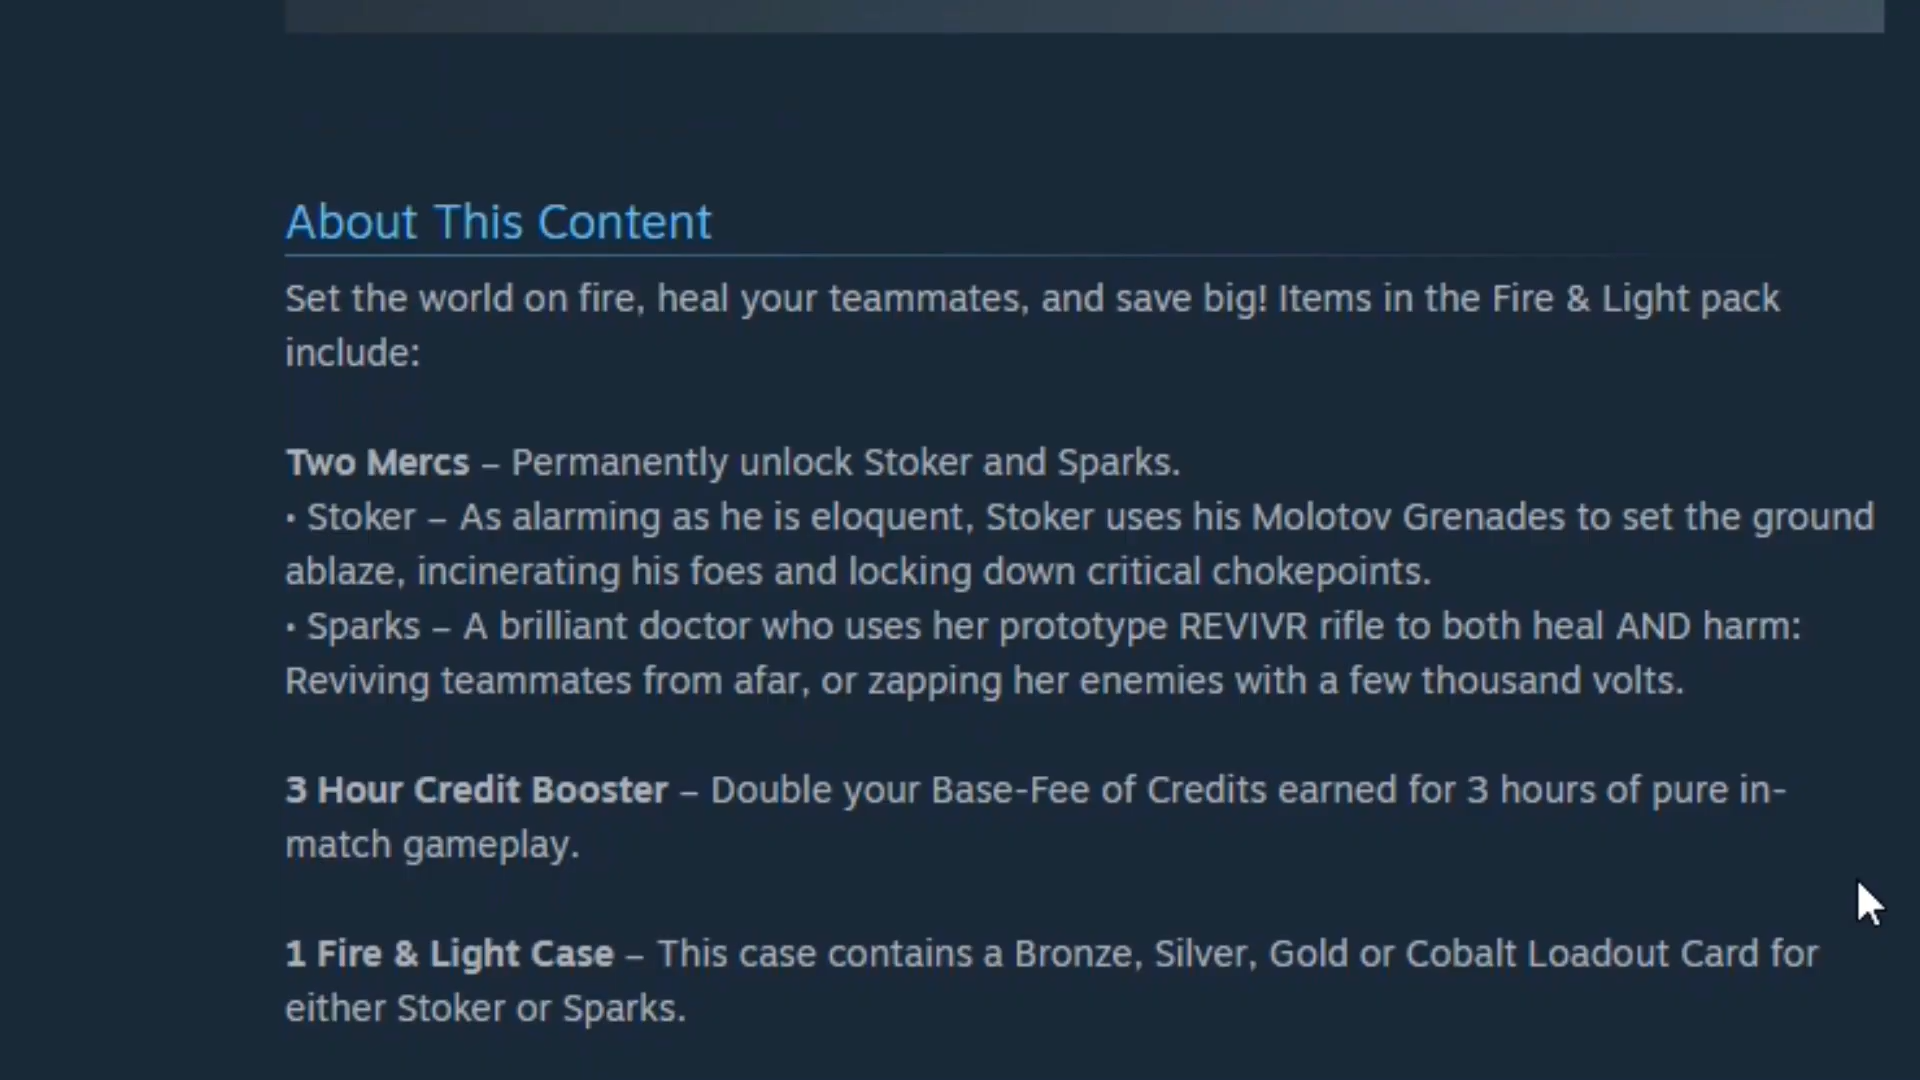 About This Content
Set the world on fire, heal your teammates, and save big! Items in the Fire & Light pack
include:
Two Mercs – Permanently unlock Stoker and Sparks.
• Stoker – As alarming as he is eloquent, Stoker uses his Molotov Grenades to set the ground
ablaze, incinerating his foes and locking down critical chokepoints.
• Sparks – A brilliant doctor who uses her prototype REVIVR rifle to both heal AND harm:
Reviving teammates from afar, or zapping her enemies with a few thousand volts.
3 Hour Credit Booster – Double your Base-Fee of Credits earned for 3 hours of pure in-
match gameplay.
1 Fire & Light Case – This case contains a Bronze, Silver, Gold or Cobalt Loadout Card for
either Stoker or Sparks.